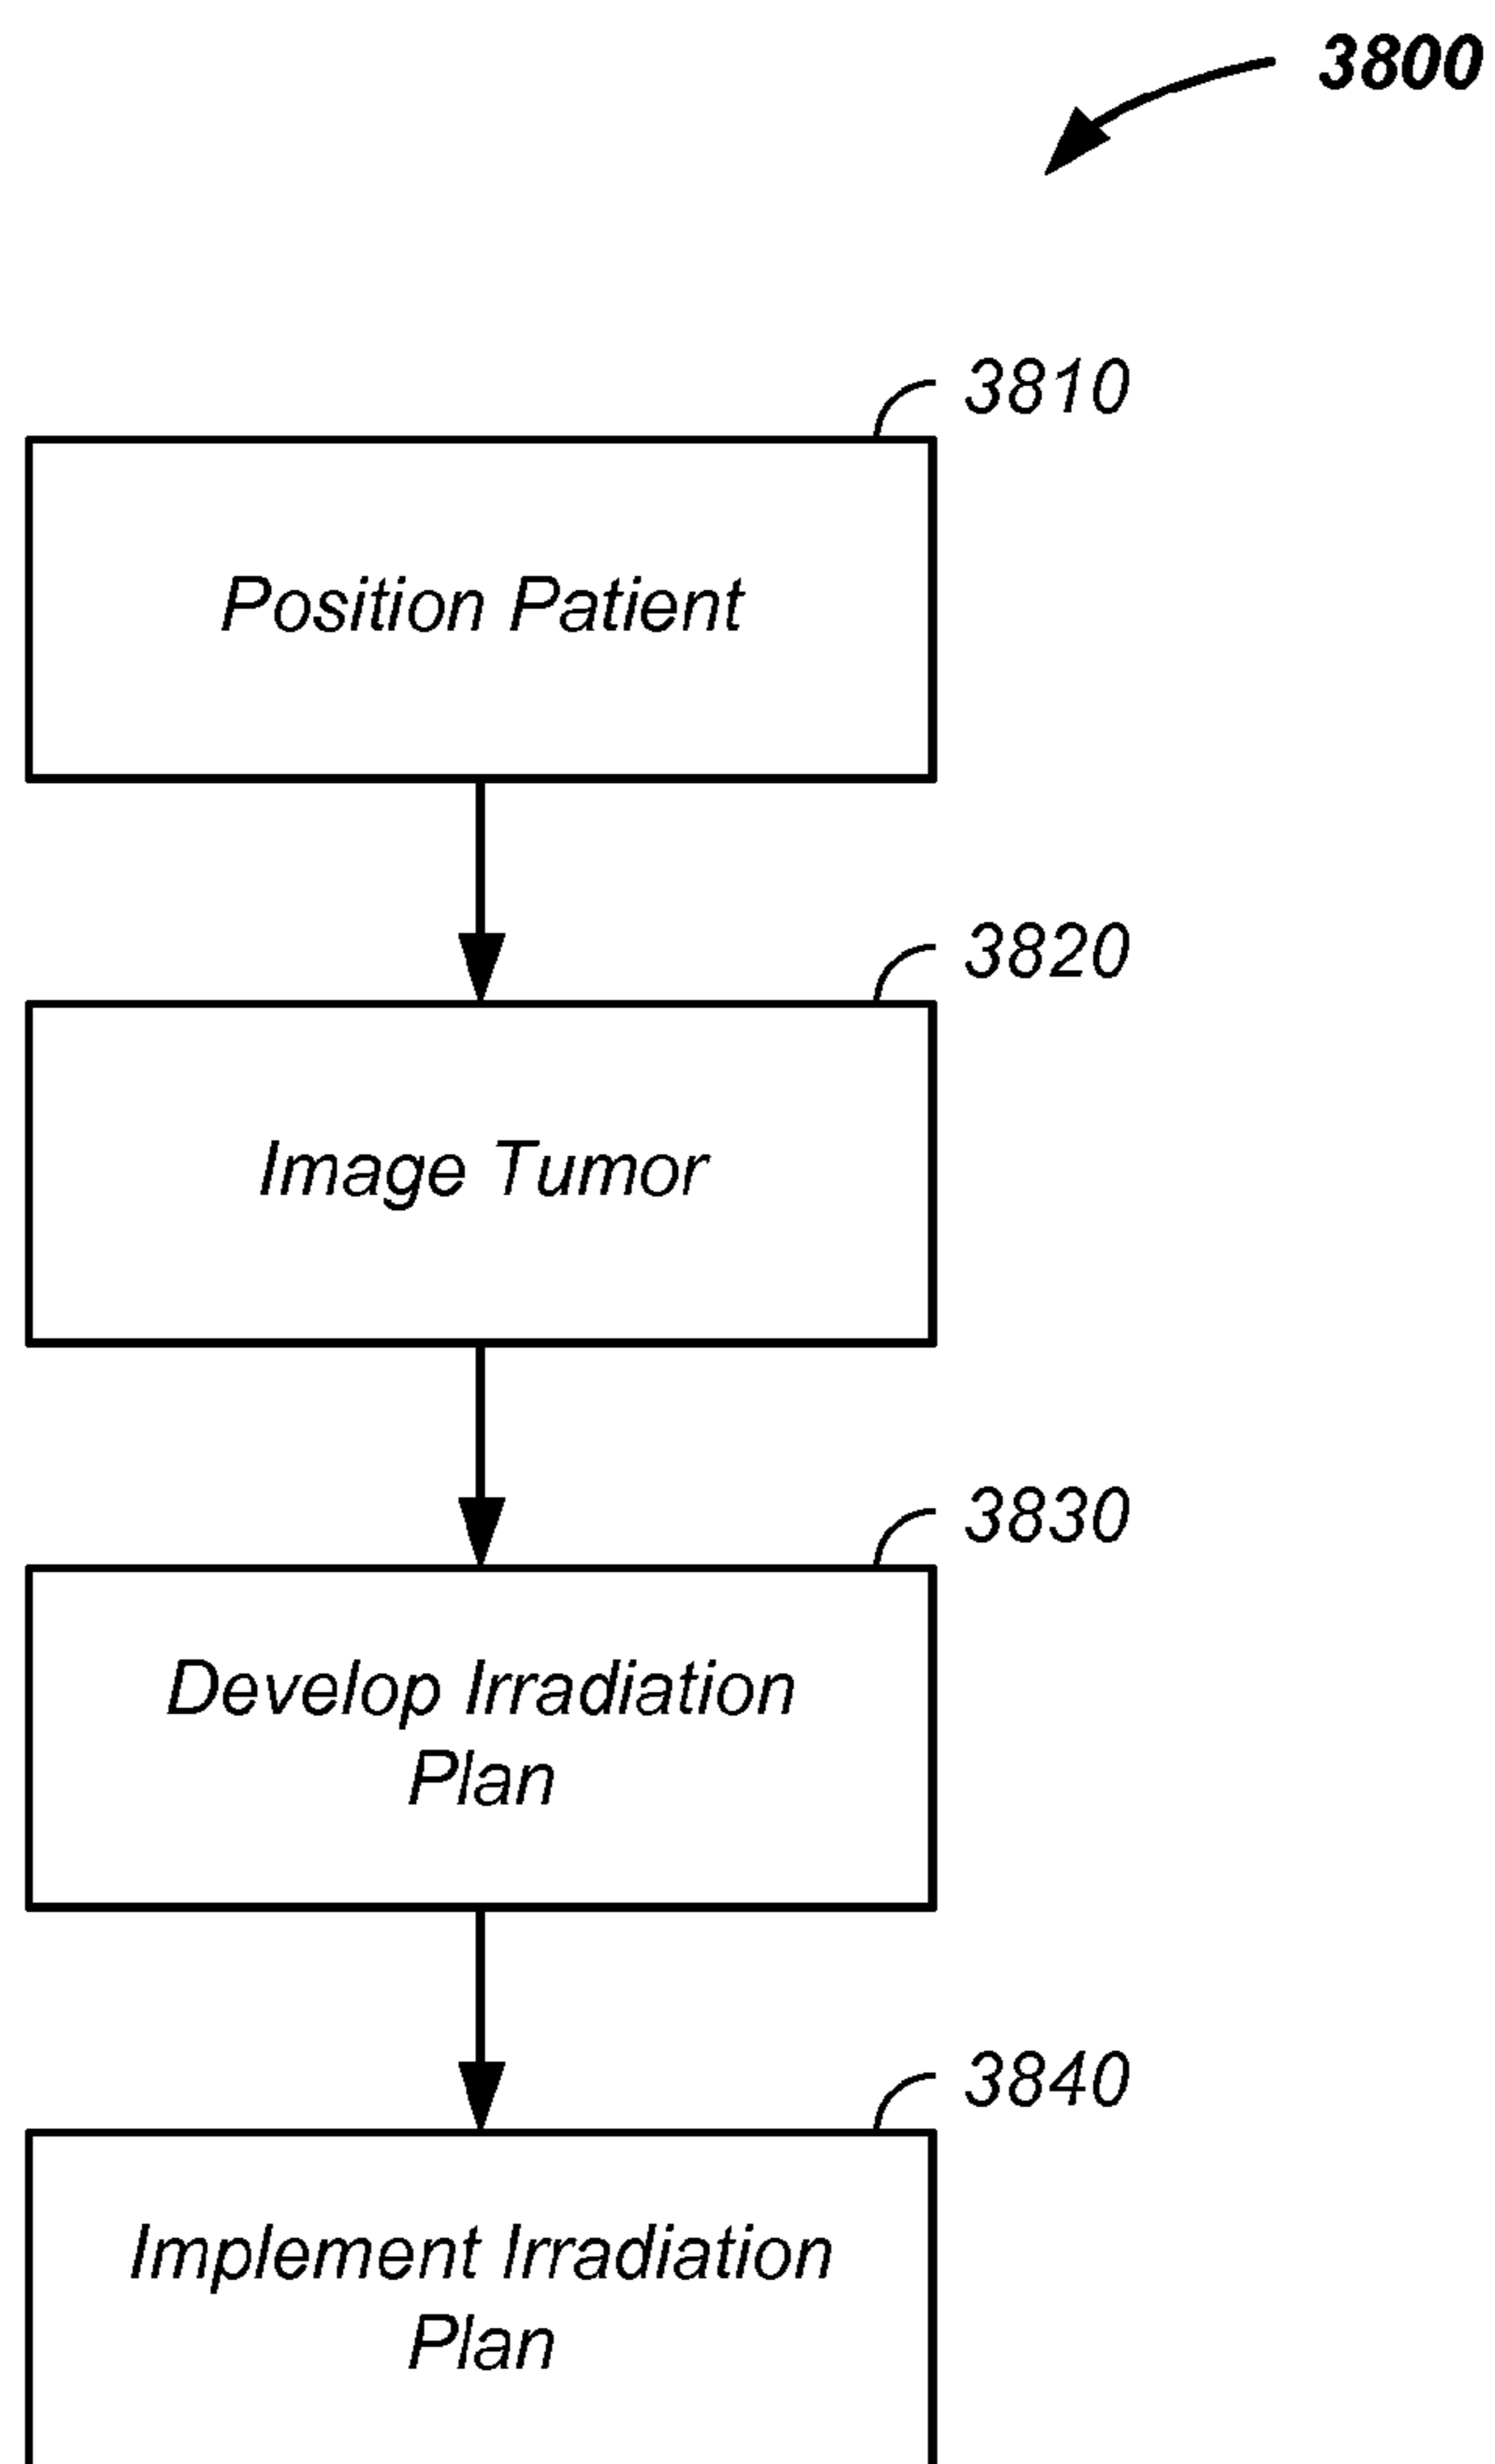 3800
3810
Position Patient
3820
Image Tumor
3830
Develop Irradiation
Plan
3840
Implement Irradiation
Plan